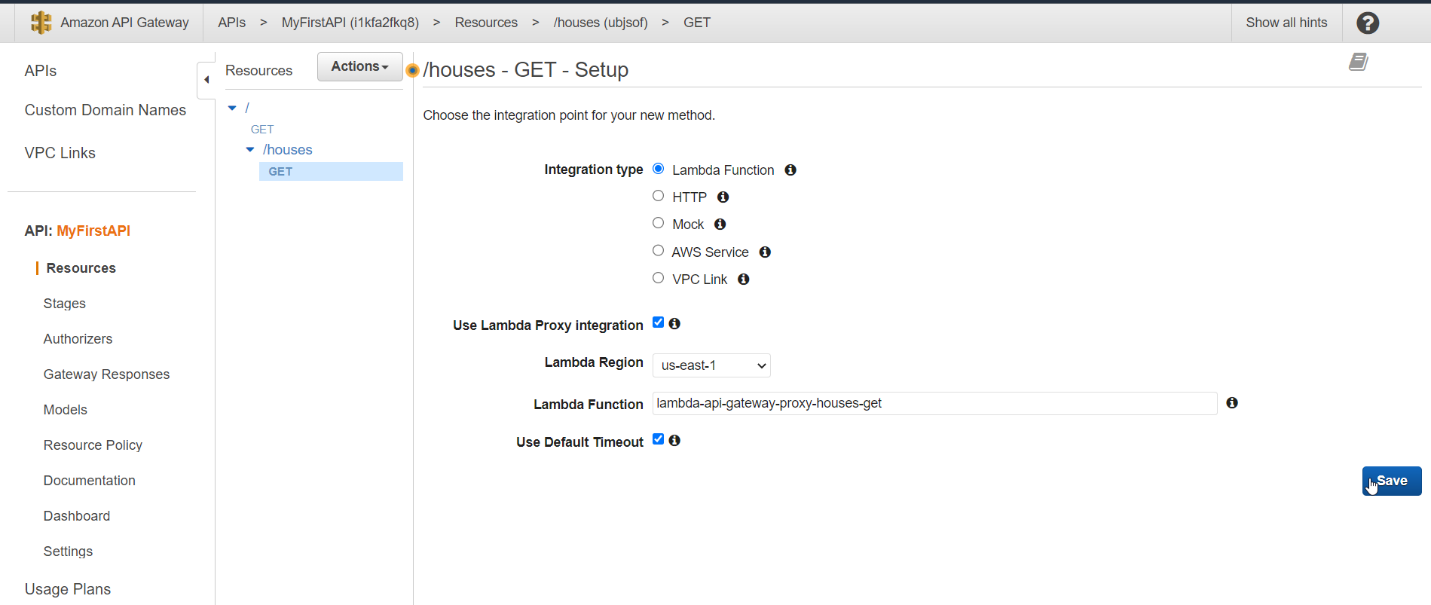 Amazon API Gateway APIs > MyFirstAPI (i1kfa2fkq8) > Resources > /houses (ubjsof) > GET Show all hints ?
APIs
Custom Domain Names
VPC Links
API: MyFirstAPI
Resources
Stages
Authorizers
Gateway Responses
Models
Resource Policy
Documentation
Dashboard
Settings
Usage Plans
Resources Actions
/
GET
/houses
GET
/houses - GET - Setup
Choose the integration point for your new method.
Integration type Lambda Function
HTTP
Mock
AWS Service
VPC Link
Use Lambda Proxy integration
Lambda Region us-east-1
Lambda Function lambda-api-gateway-proxy-houses-get
Use Default Timeout
Save